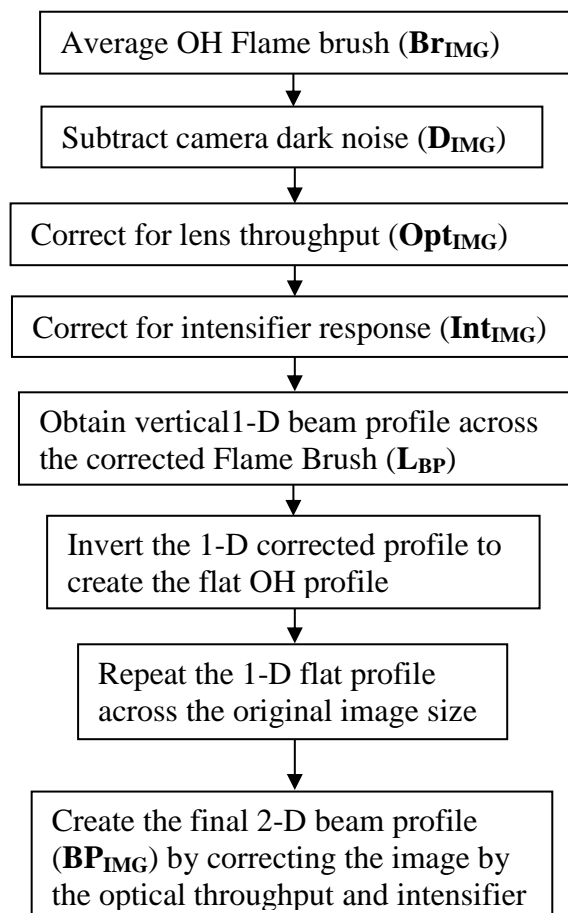 Average OH Flame brush (BrIMG)
Subtract camera dark noise (DIMG)
Correct for lens throughput (OptIMG)
Correct for intensifier response (IntIMG)
Obtain vertical1-D beam profile across
the corrected Flame Brush (LBP)
Invert the 1-D corrected profile to
create the flat OH profile
Repeat the 1-D flat profile
across the original image size
Create the final 2-D beam profile
(BPIMG) by correcting the image by
the optical throughput and intensifier